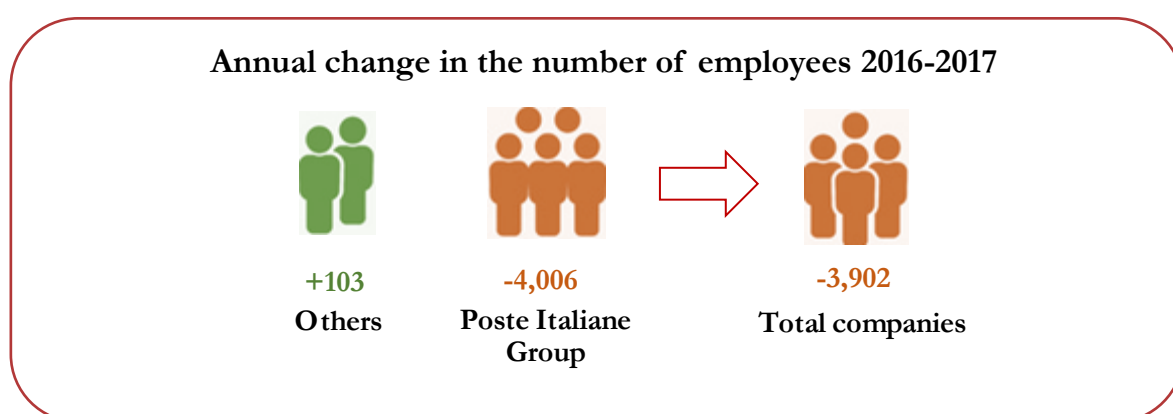 Annual change in the number of employees 2016-2017
+103
Others
-4,006
Poste Italiane
Group
-3,902
Total companies